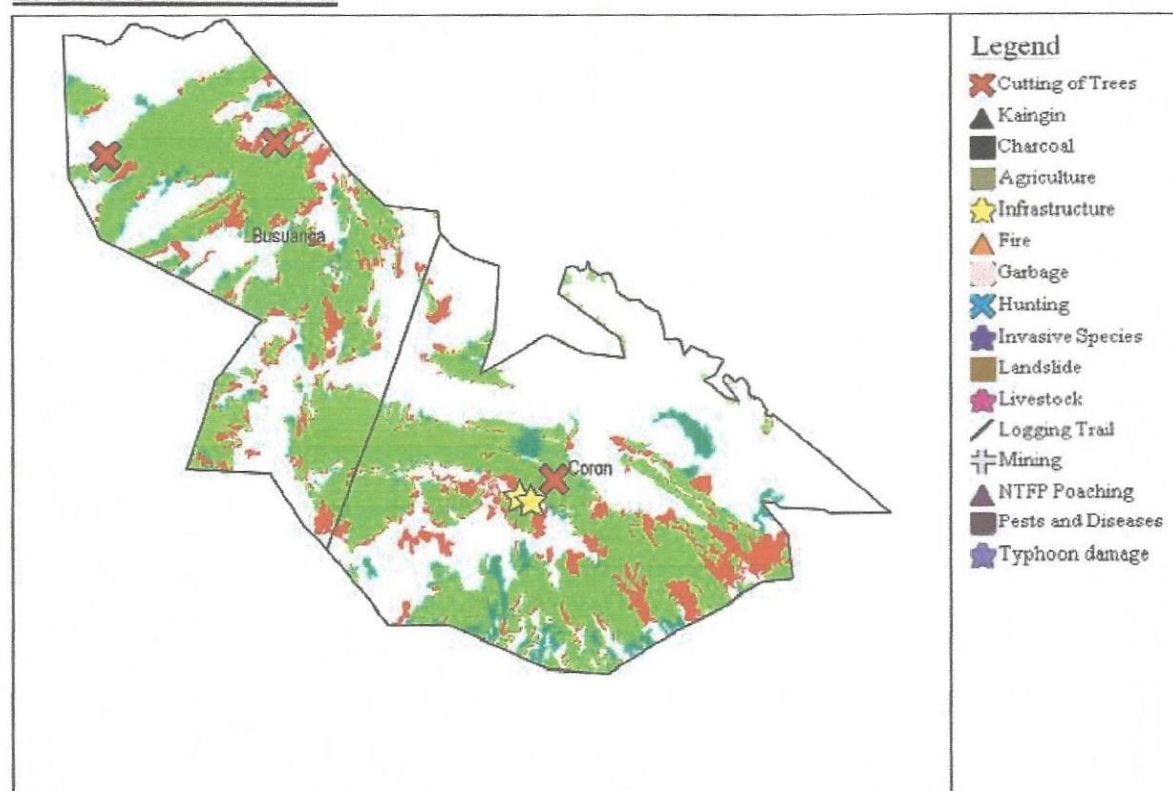 Busuanga
Coron
Legend
Cutting of Trees
Kaingin
Charcoal
Agriculture
Infrastructure
Fire
Garbage
Hunting
Invasive Species
Landslide
Livestock
Logging Trail
Mining
NTFP Poaching
Pests and Diseases
Typhoon damage